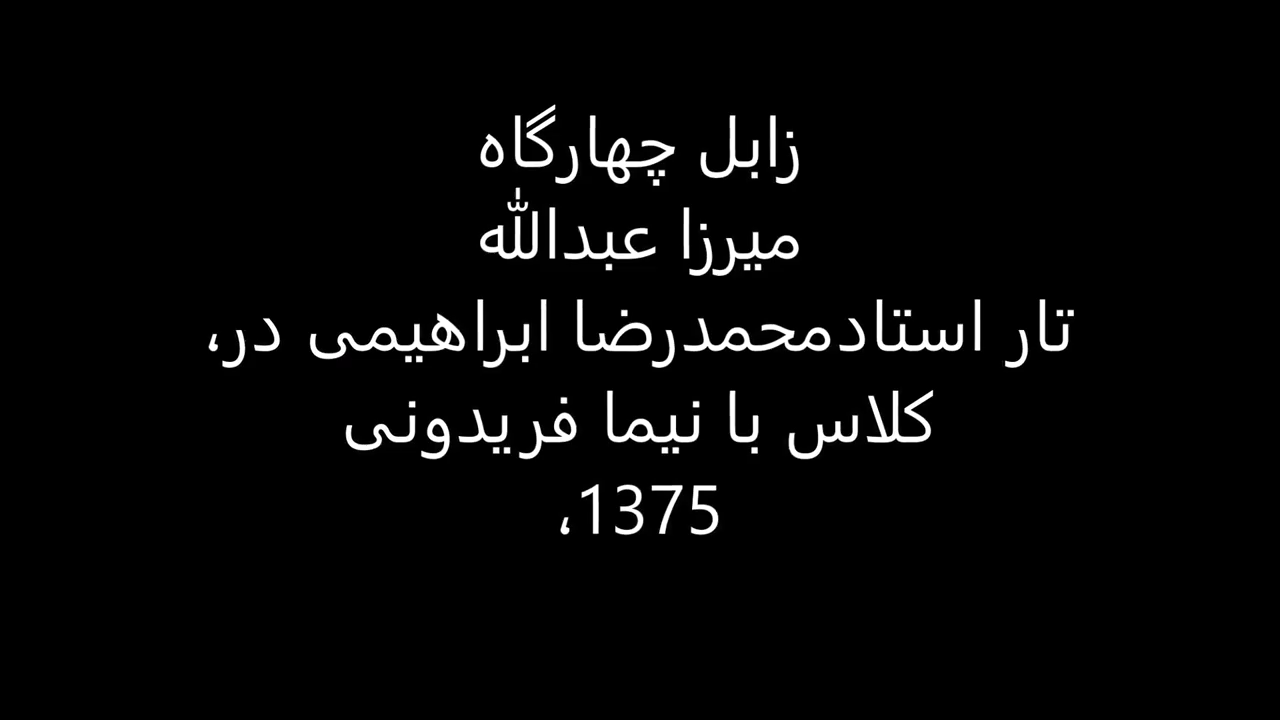 زابل چهارگاه
میرزا عبدالله
تار استادمحمدرضا ابراهیمی در،
کلاس با نیما فریدونی
1375،